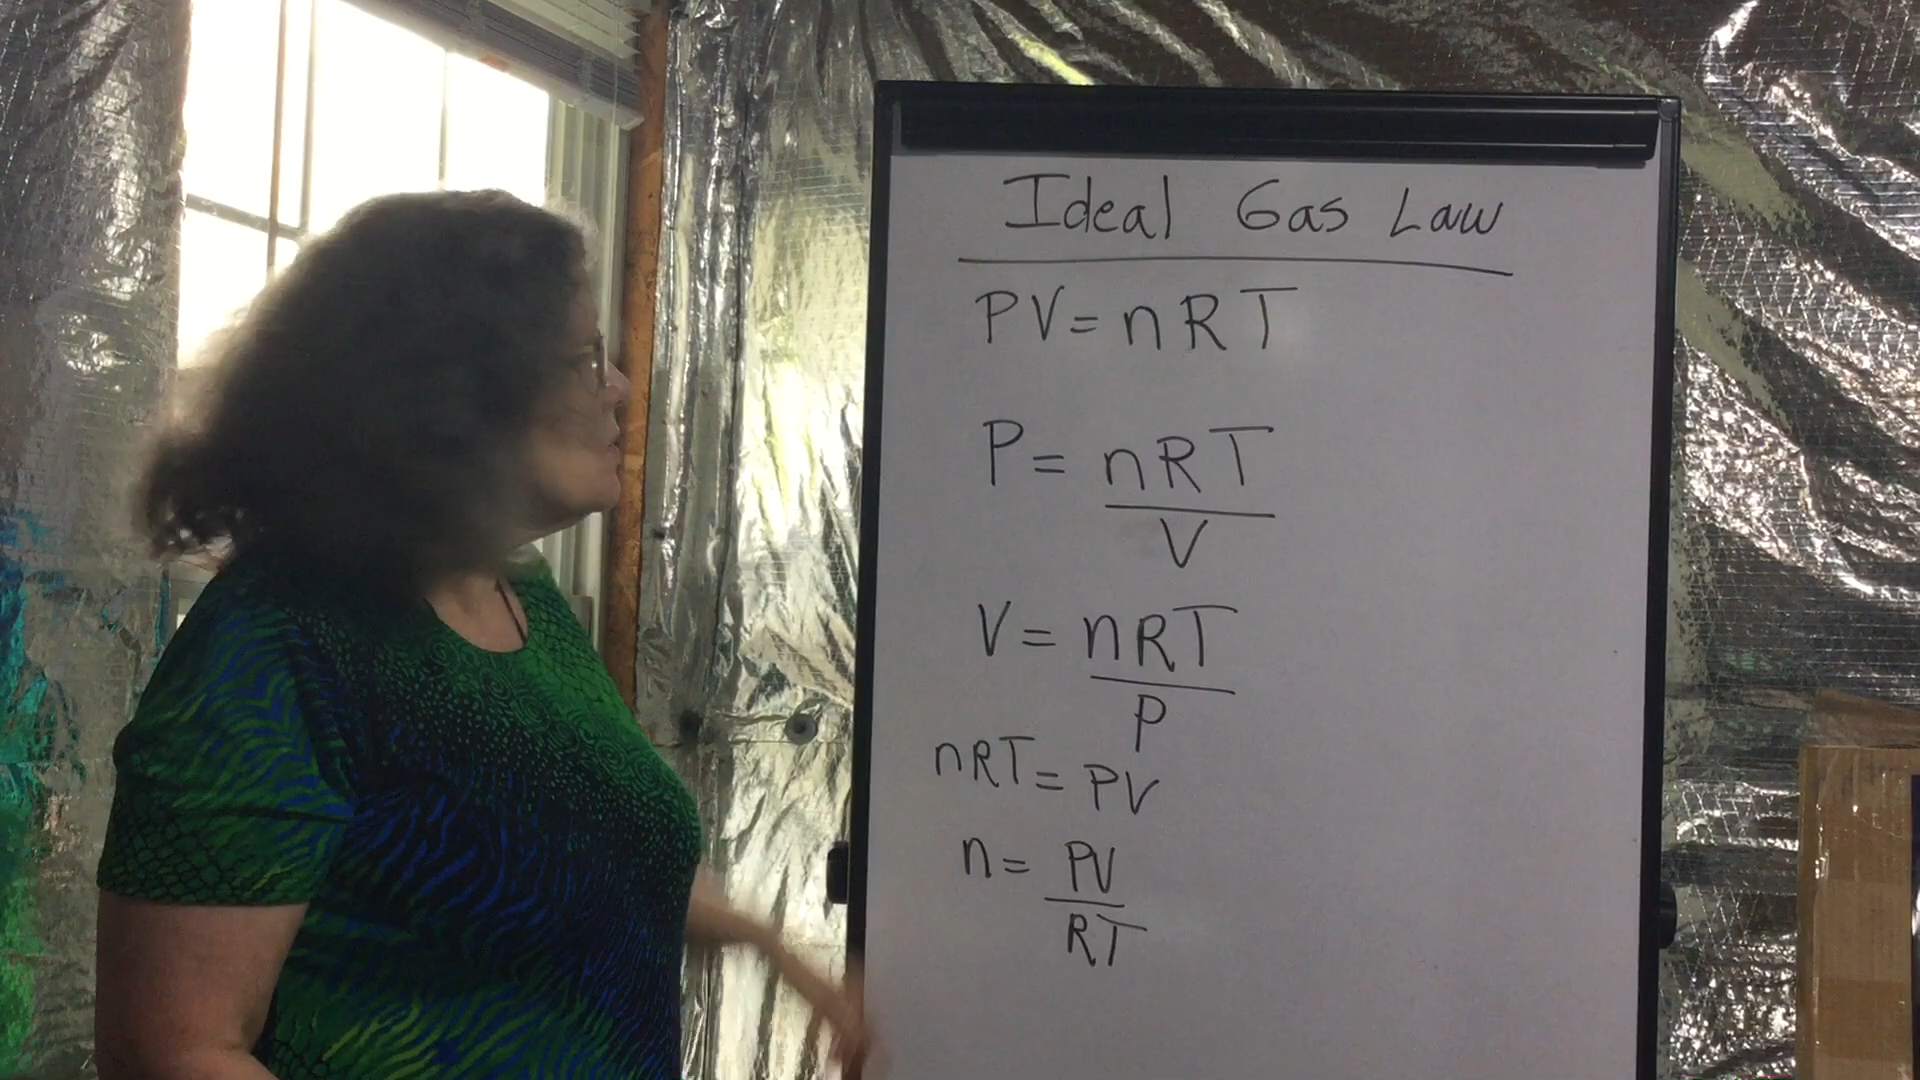 Ideal Gas Law
PV = nRT
P = nRT
V
V = nRT
P
nRT = PV
n = PV
RT